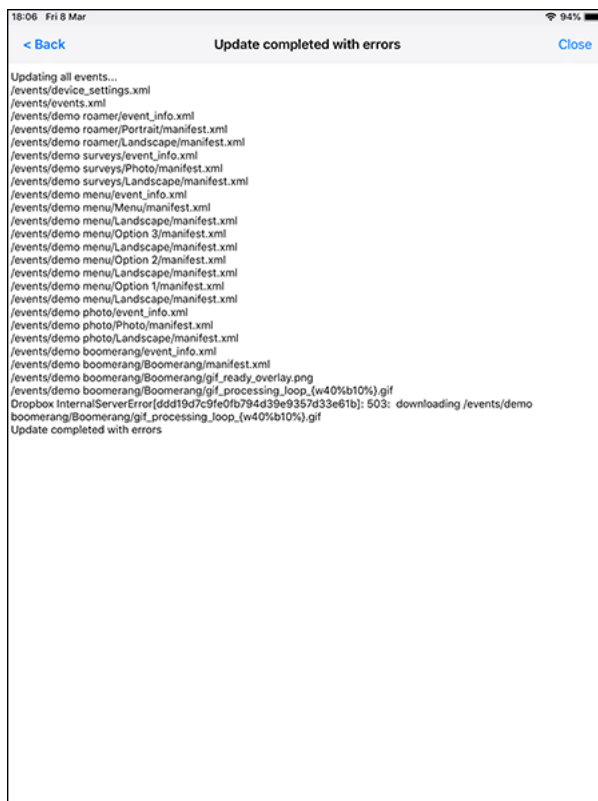 18:06 Fri 8 Mar 94%
< Back Update completed with errors Close
Updating all events...
/events/device_settings.xml
/events/events.xml
/events/demo roamer/event_info.xml
/events/demo roamer/Portrait/manifest.xml
/events/demo roamer/Landscape/manifest.xml
/events/demo surveys/event_info.xml
/events/demo surveys/Photo/manifest.xml
/events/demo surveys/Landscape/manifest.xml
/events/demo menu/event_info.xml
/events/demo menu/Menu/manifest.xml
/events/demo menu/Landscape/manifest.xml
/events/demo menu/Option 3/manifest.xml
/events/demo menu/Landscape/manifest.xml
/events/demo menu/Option 2/manifest.xml
/events/demo menu/Landscape/manifest.xml
/events/demo menu/Option 1/manifest.xml
/events/demo menu/Landscape/manifest.xml
/events/demo photo/event_info.xml
/events/demo photo/Photo/manifest.xml
/events/demo photo/Landscape/manifest.xml
/events/demo boomerang/event_info.xml
/events/demo boomerang/Boomerang/manifest.xml
/events/demo boomerang/Boomerang/gif_ready_overlay.png
/events/demo boomerang/Boomerang/gif_processing_loop_{w40%b10%}.gif
Dropbox InternalServerError[ddd19d7c9fe0fb794d39e9357d33e61b]: 503: downloading /events/demo
boomerang/Boomerang/gif_processing_loop_{w40%b10%}.gif
Update completed with errors